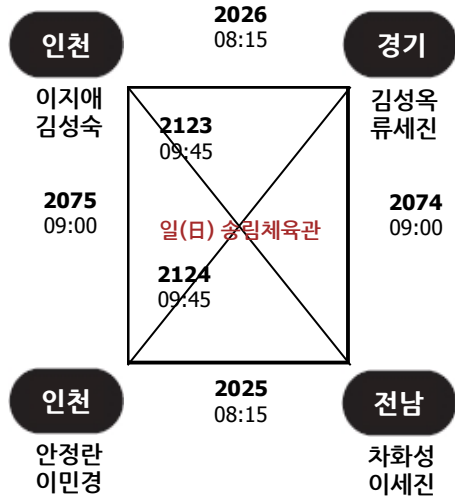 2026
08:15
인천
경기
이지애
김성숙
김성옥
류세진
2123
09:45
2075
09:00
2074
09:00
일(日) 송림체육관
2124
09:45
인천
2025
08:15
전남
안정란
이민경
차화성
이세진